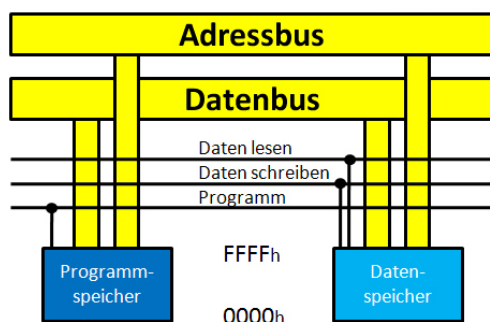 Adressbus
Datenbus
Daten lesen
Daten schreiben
Programm
FFFFh
Programm-
speicher
Daten-
speicher
0000h